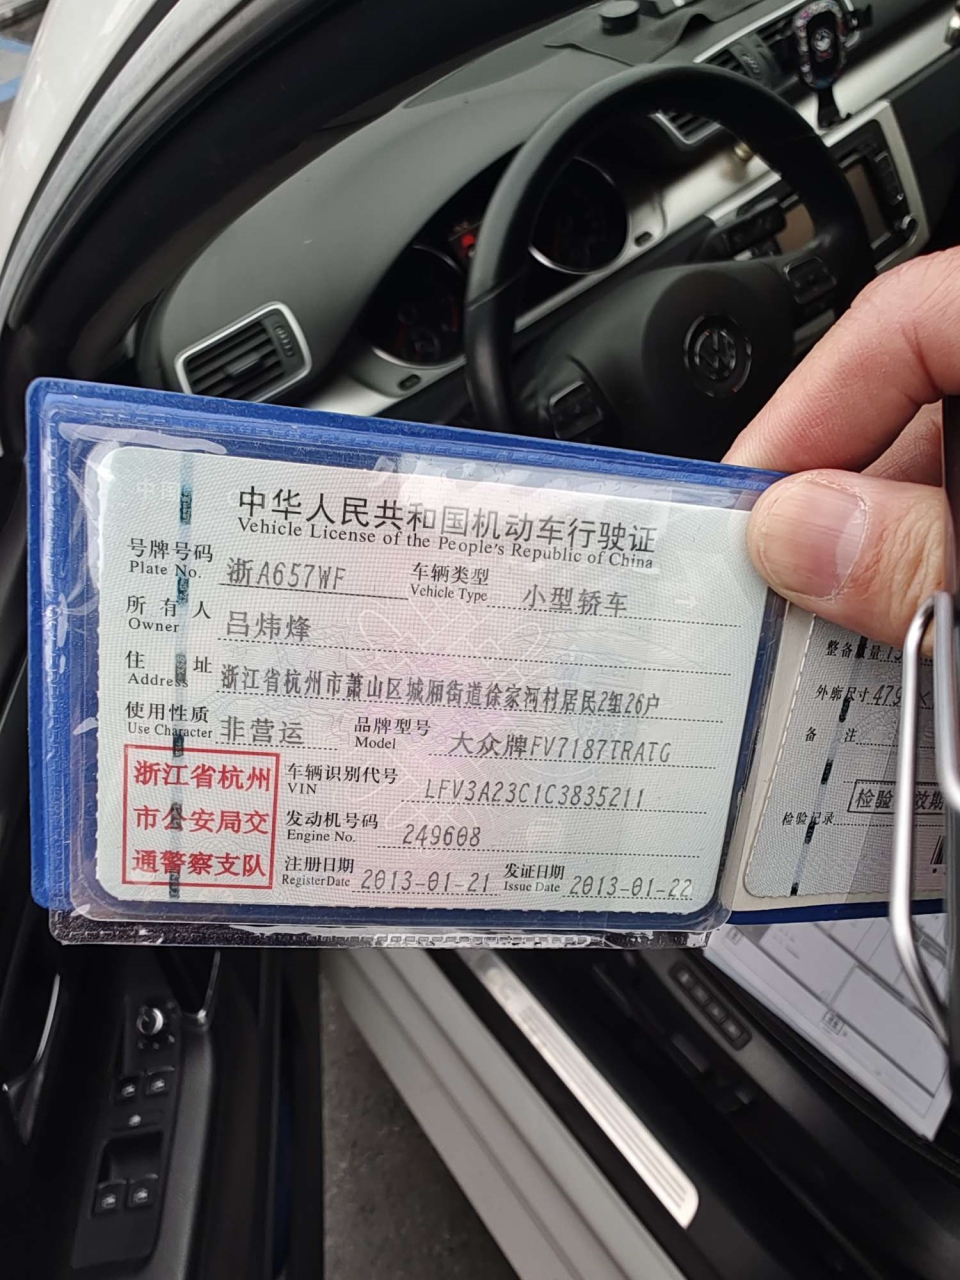 中华人民共和国机动车行驶证
Vehicle License of the People's Republic of China
号牌号码 浙A657WF 车辆类型 小型轿车
Plate No. Vehicle Type
所有人 吕炜烽
Owner
住址 浙江省杭州市萧山区城厢街道徐家河村居民2组26户
Address
使用性质 非营运 品牌型号 大众牌FV7187TRATG
Use Character Model
浙江省杭州
市公安局交
通警察支队
车辆识别代号 LFV3A23C1C3835211
VIN
发动机号码 249608
Engine No.
注册日期 2013-01-21 发证日期 2013-01-22
Register Date Issue Date
整备质量
外廓尺寸
备注
检验
检验记录